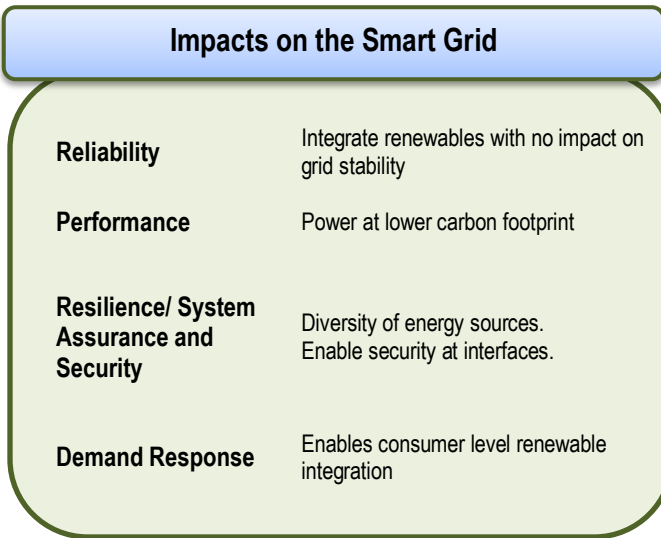 Impacts on the Smart Grid
Reliability
Integrate renewables with no impact on
grid stability
Performance
Power at lower carbon footprint
Resilience/ System
Assurance and
Security
Diversity of energy sources.
Enable security at interfaces.
Demand Response
Enables consumer level renewable
integration